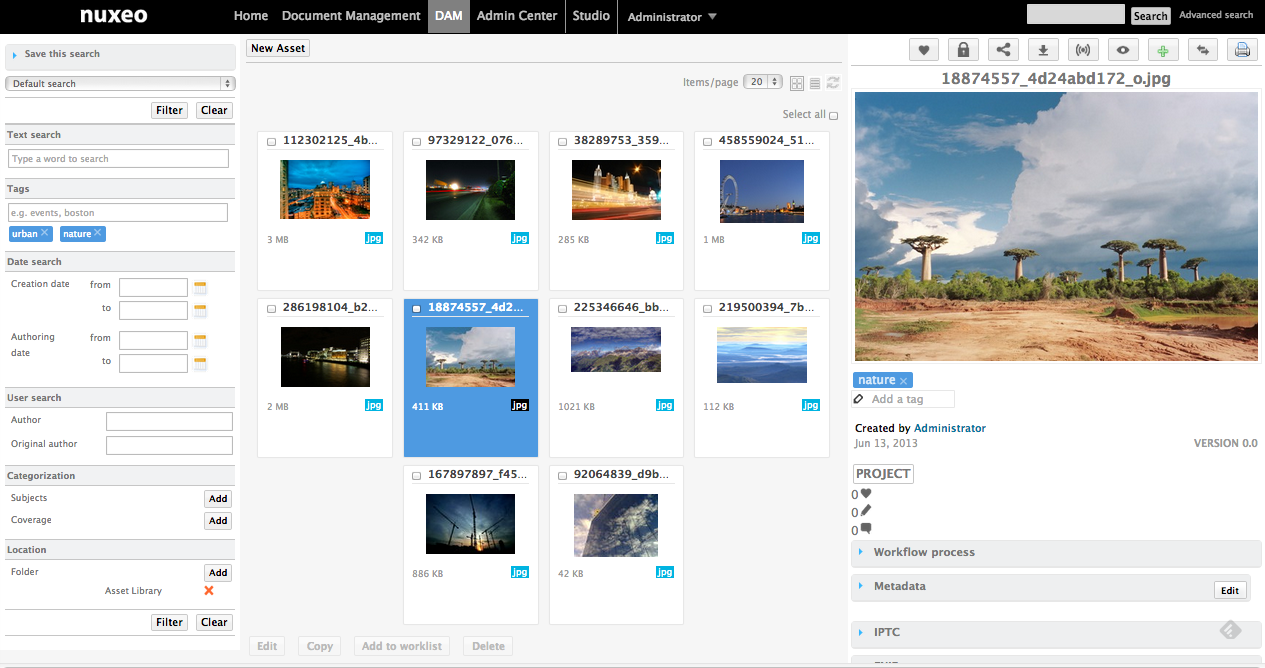 nuxeo
Home Document Management DAM Admin Center Studio Administrator Search Advanced search
Save this search
Default search
Filter Clear
Text search
Type a word to search
Tags
e.g. events, boston
urban nature
Date search
Creation date from
to
Authoring date from
to
User search
Author
Original author
Categorization
Subjects Add
Coverage Add
Location
Folder Add
Asset Library
Filter Clear
New Asset
Items/page 20
Select all
112302125_4b... 97329122_076... 38289753_359... 458559024_51...
3 MB jpg 342 KB jpg 285 KB jpg 1 MB jpg
286198104_b2... 18874557_4d2... 225346646_bb... 219500394_7b...
2 MB jpg 411 KB jpg 1021 KB jpg 112 KB jpg
167897897_f45... 92064839_d9b...
886 KB jpg 42 KB jpg
Edit Copy Add to worklist Delete
18874557_4d24abd172_o.jpg
nature
Add a tag
Created by Administrator
Jun 13, 2013 VERSION 0.0
PROJECT
0
0
0
Workflow process
Metadata Edit
IPTC